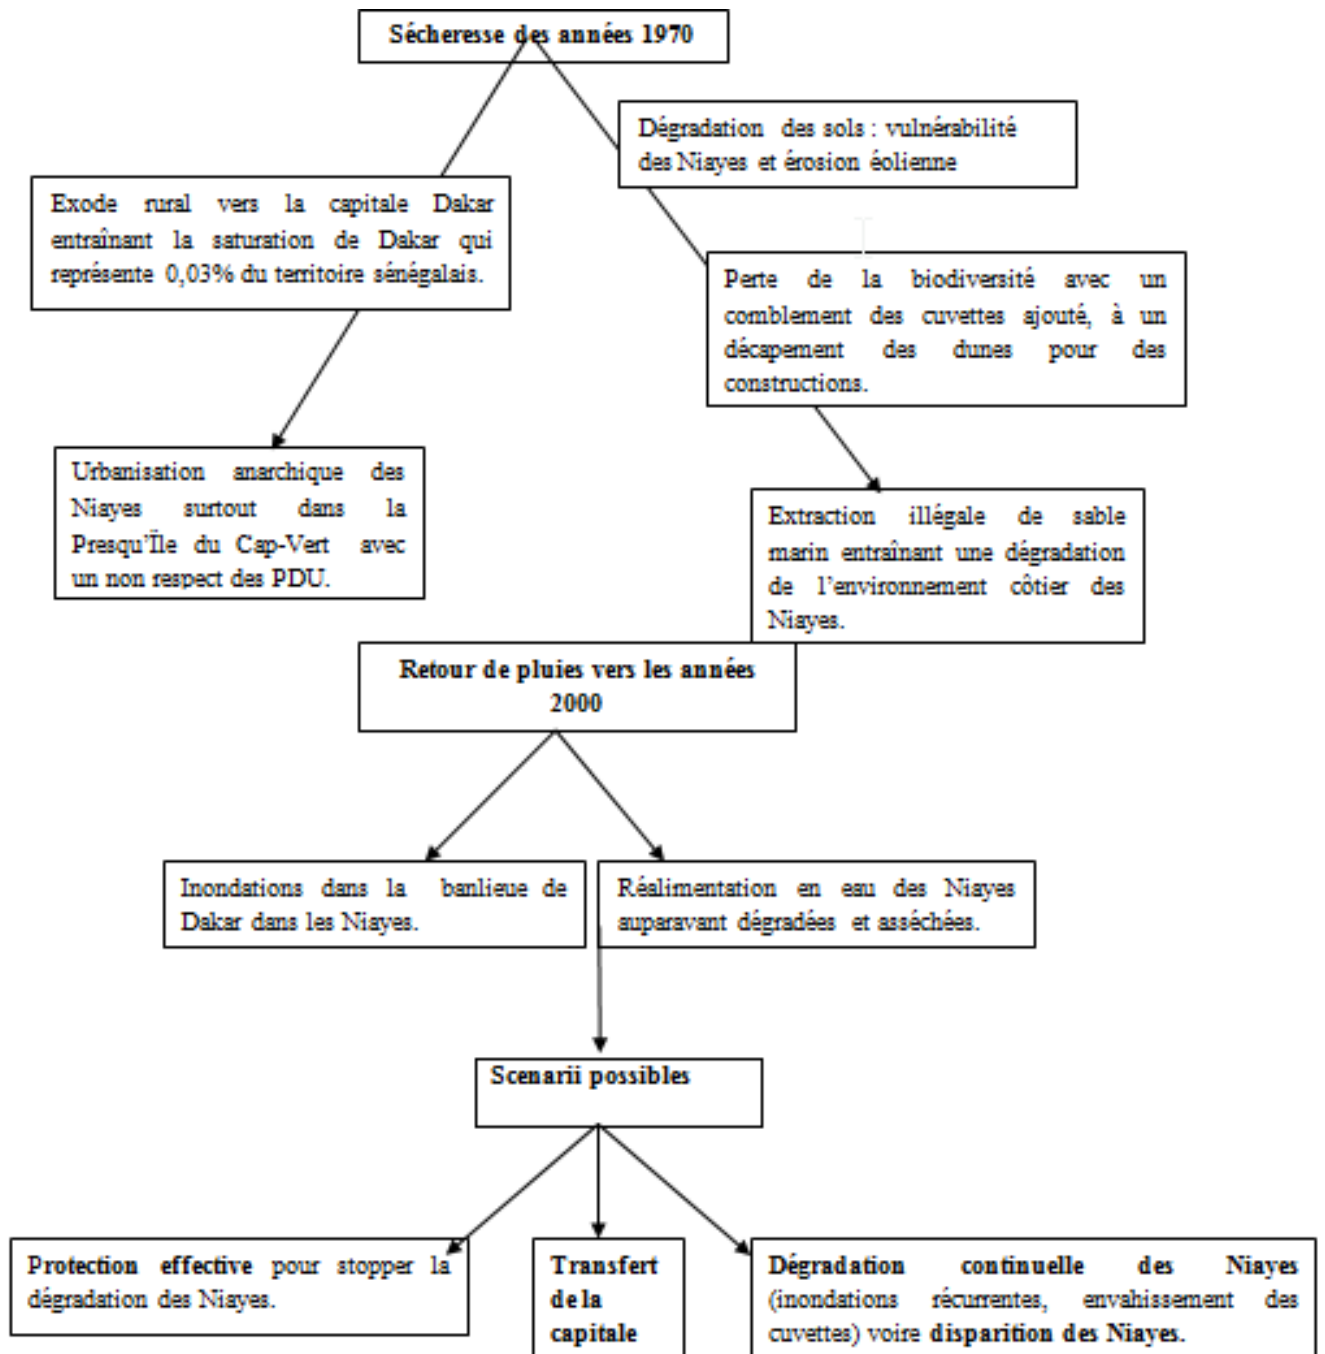 Sécheresse des années 1970
Dégradation des sols : vulnérabilité
des Niayes et érosion éolienne
Exode rural vers la capitale Dakar
entraînant la saturation de Dakar qui
représente 0,03% du territoire sénégalais.
Perte de la biodiversité avec un
comblement des cuvettes ajouté, à un
décapement des dunes pour des
constructions.
Urbanisation anarchique des
Niayes surtout dans la
Presqu'Île du Cap-Vert avec
un non respect des PDU.
Extraction illégale de sable
marin entraînant une dégradation
de l'environnement côtier des
Niayes.
Retour de pluies vers les années
2000
Inondations dans la banlieue de
Dakar dans les Niayes.
Réalimentation en eau des Niayes
auparavant dégradées et asséchées.
Scenarii possibles
Protection effective pour stopper la
dégradation des Niayes.
Transfert
de la
capitale
Dégradation continuelle des Niayes
(inondations récurrentes, envahissement des
cuvettes) voire disparition des Niayes.